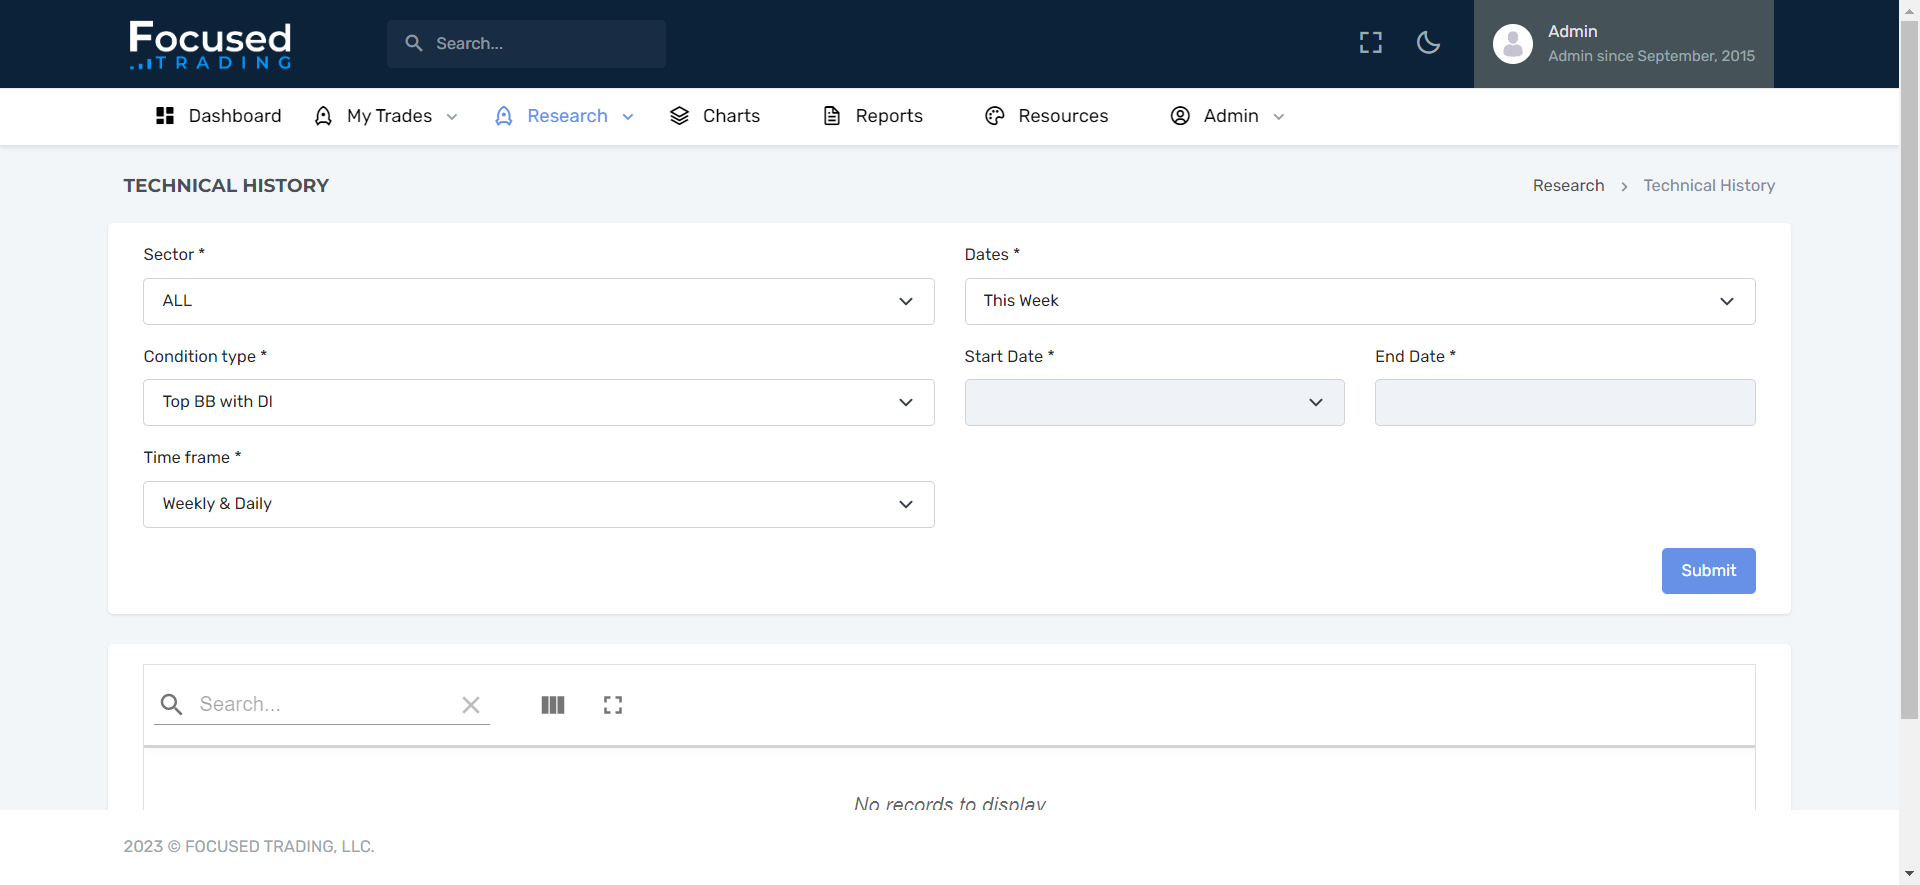 Focused
TRADING
Search...
Admin
Admin since September, 2015
Dashboard
My Trades
Research
Charts
Reports
Resources
Admin
TECHNICAL HISTORY
Research > Technical History
Sector *
Dates *
ALL
This Week
Condition type *
Start Date *
End Date *
Top BB with DI
Time frame *
Weekly & Daily
Submit
Search...
No records to display
2023 © FOCUSED TRADING, LLC.